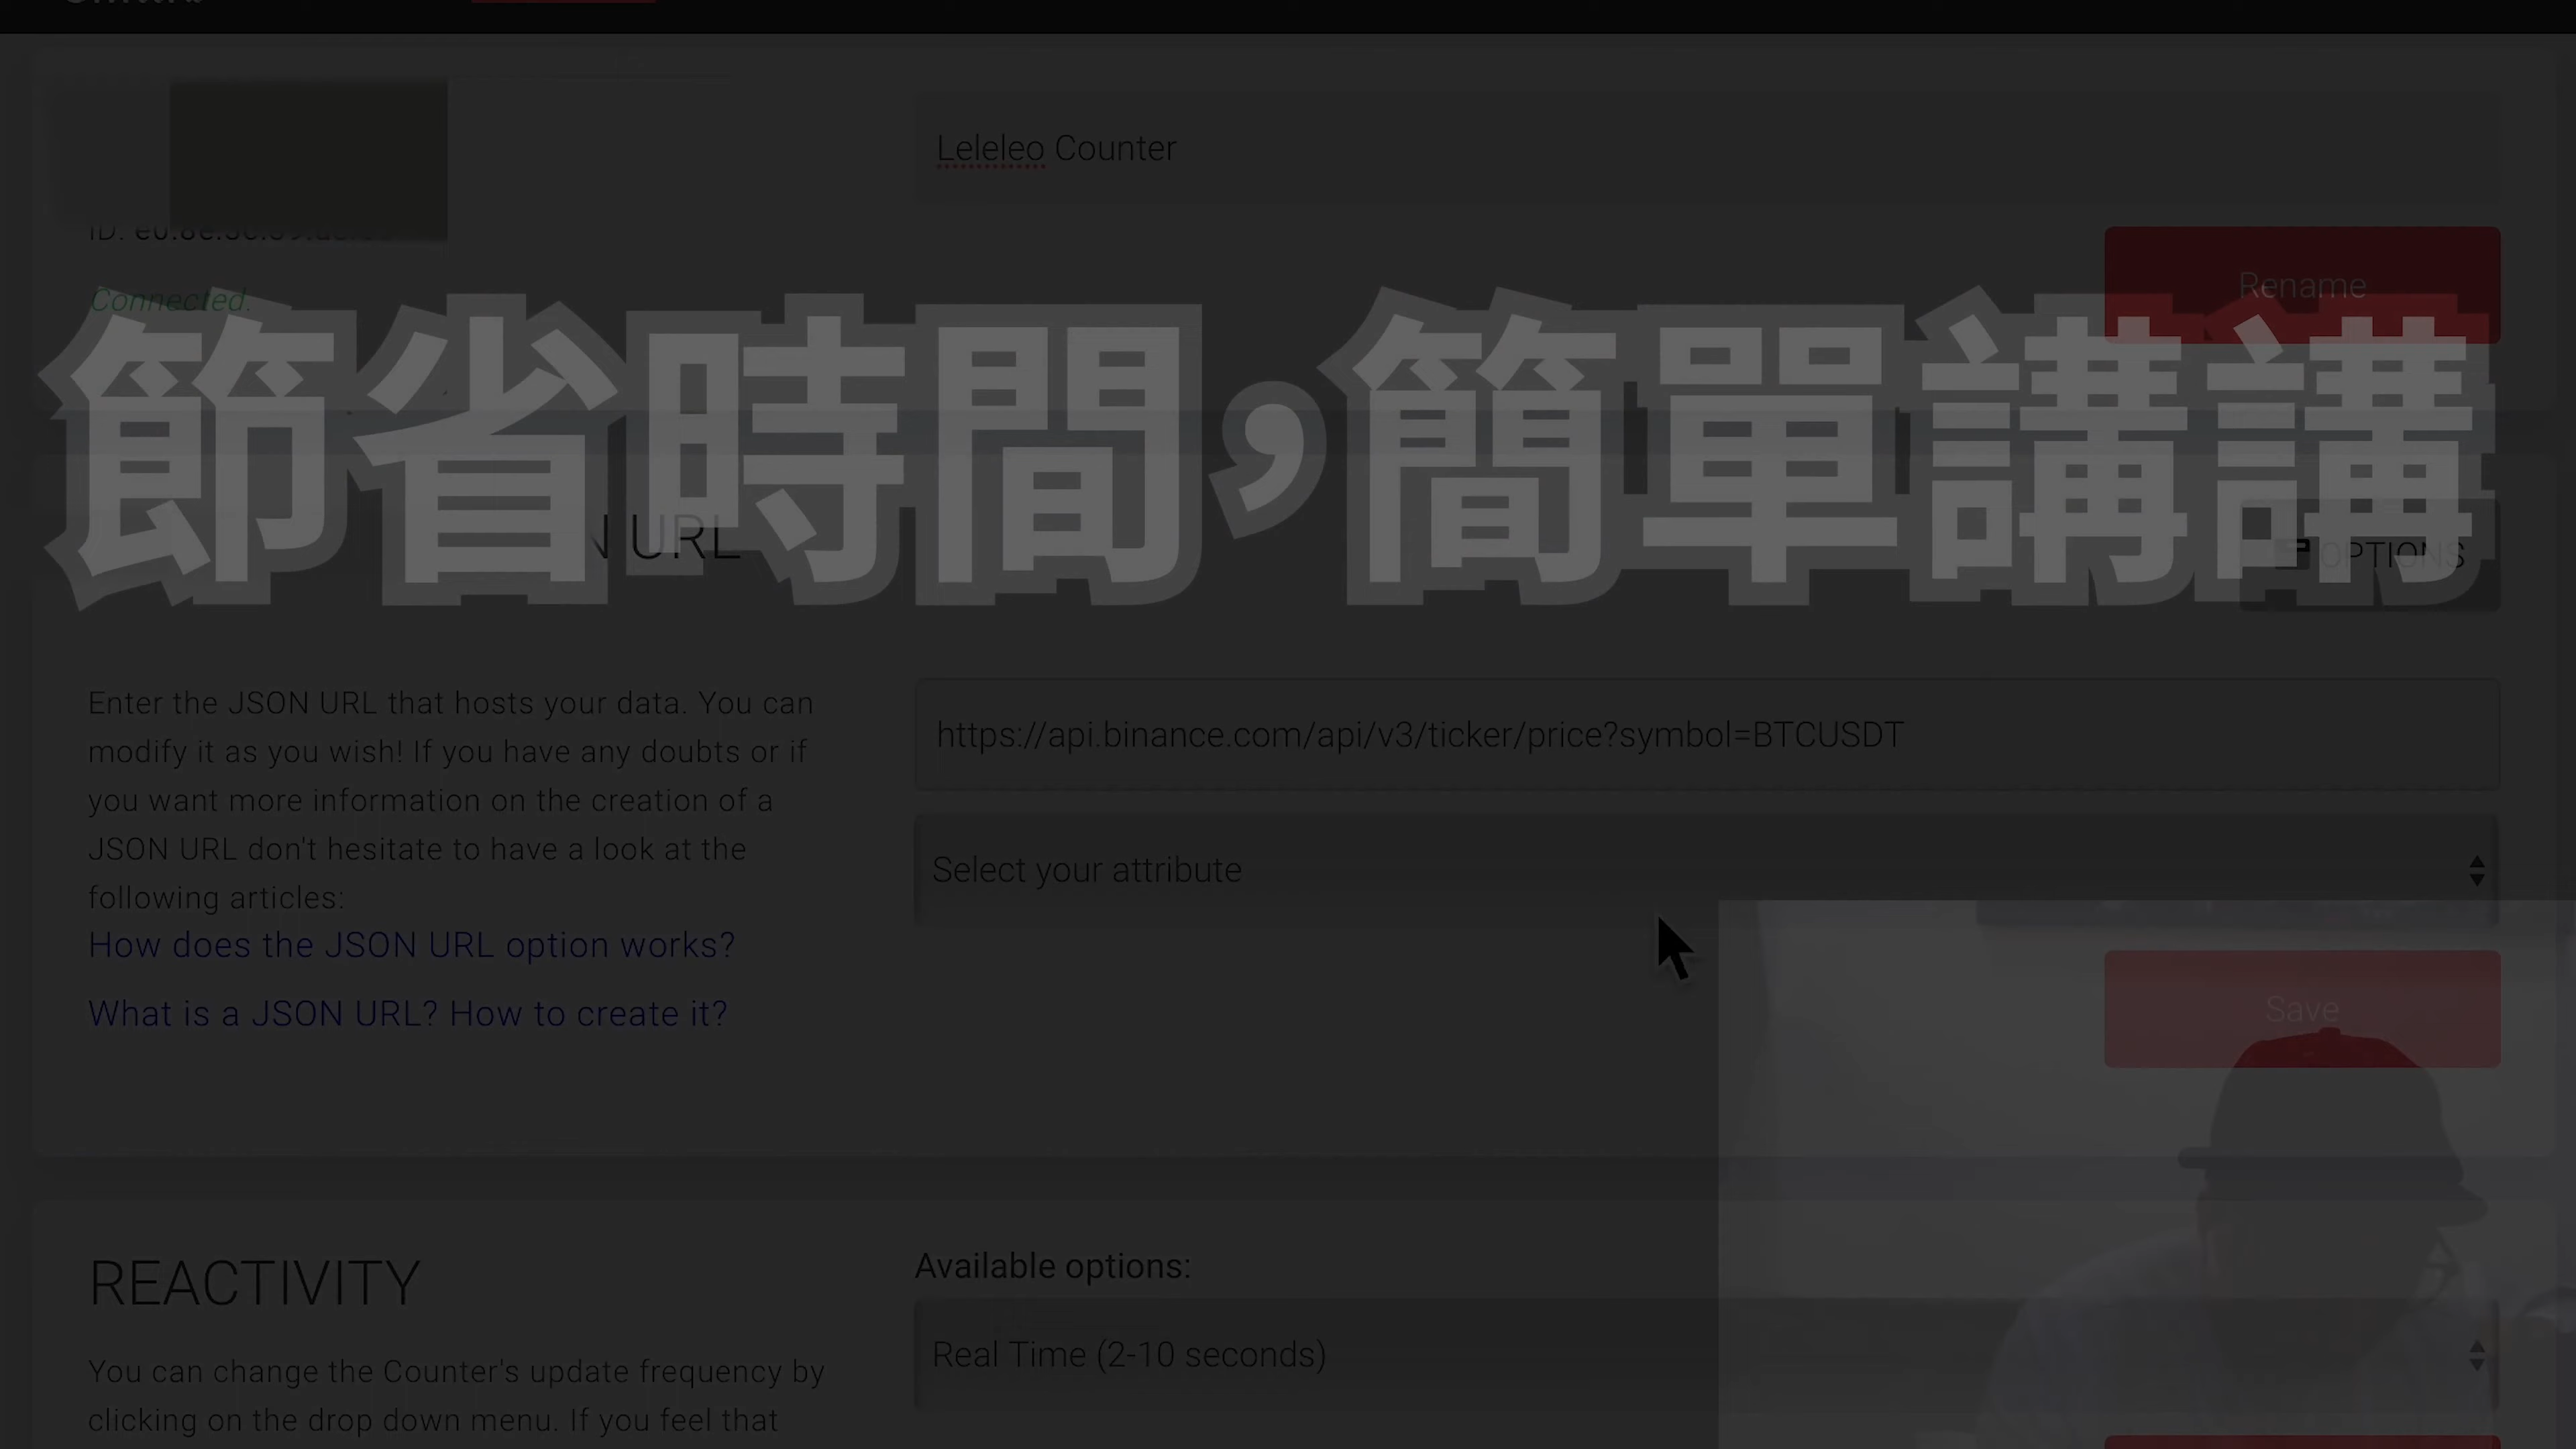 Leleleo Counter
Rename
Connected.
節省時間,簡單講講
URL
OPTIONS
Enter the JSON URL that hosts your data. You can
modify it as you wish! If you have any doubts or if
you want more information on the creation of a
JSON URL don't hesitate to have a look at the
following articles:
How does the JSON URL option works?
What is a JSON URL? How to create it?
https://api.binance.com/api/v3/ticker/price?symbol=BTCUSDT
Select your attribute
Save
REACTIVITY
You can change the Counter's update frequency by
clicking on the drop down menu. If you feel that
Available options:
Real Time (2-10 seconds)